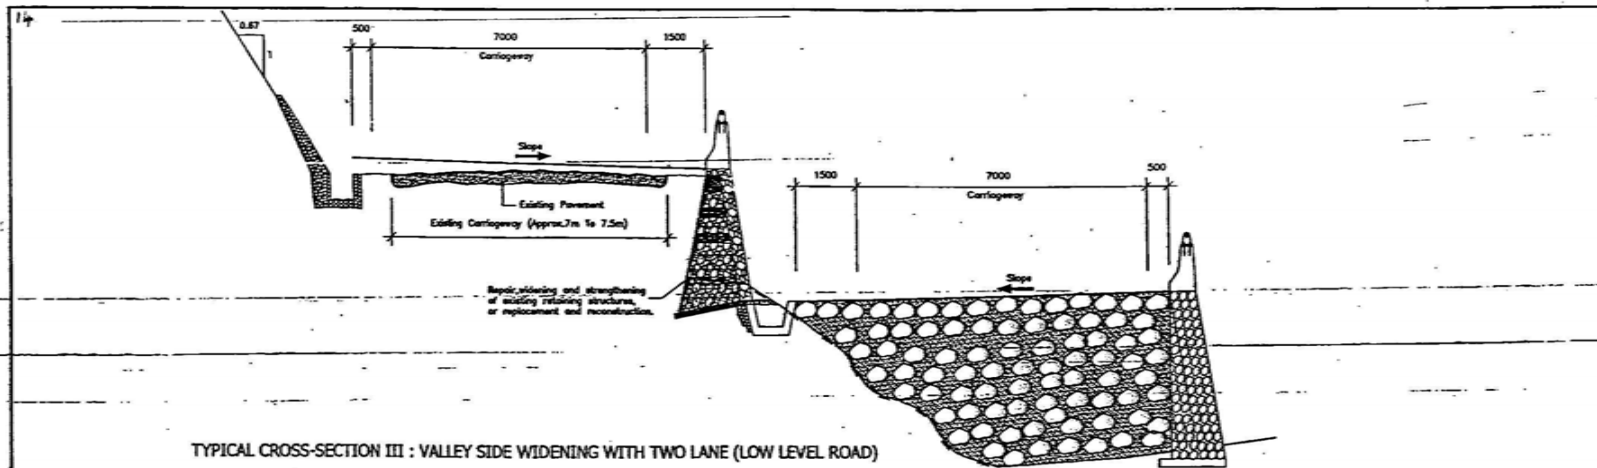 14
0.67
1
500
7000
1500
Carriageway
Slope
Existing Pavement
Existing Carriageway (Approx.7m To 7.5m)
1500
7000
500
Carriageway
Slope
Repair,widening and strengthening
of existing retaining structures,
or replacement and reconstruction.
TYPICAL CROSS-SECTION III : VALLEY SIDE WIDENING WITH TWO LANE (LOW LEVEL ROAD)